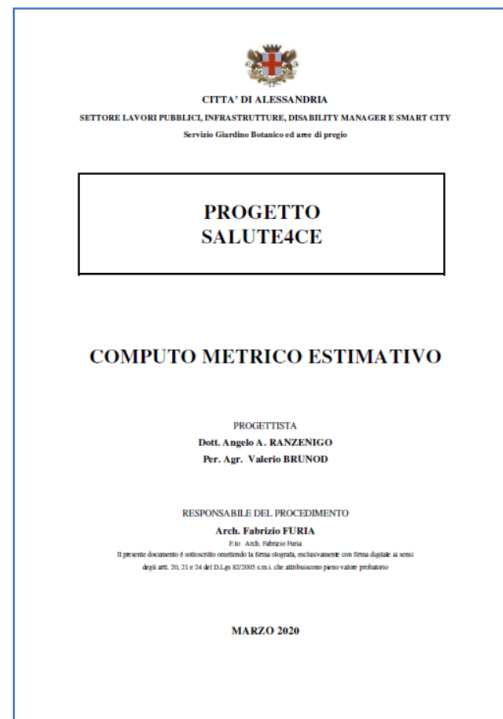 CITTA' DI ALESSANDRIA
SETTORE LAVORI PUBBLICI, INFRASTRUTTURE, DISABILITY MANAGER E SMART CITY
Servizio Giardino Botanico ed aree di pregio
PROGETTO
SALUTE4CE
COMPUTO METRICO ESTIMATIVO
PROGETTISTA
Dott. Angelo A. RANZENIGO
Per. Agr. Valerio BRUNOD
RESPONSABILE DEL PROCEDIMENTO
Arch. Fabrizio FURIA
F.to Arch. Fabrizio Furia
Il presente documento è sottoscritto omettendo la firma olografa, esclusivamente con firma digitale ai sensi
degli artt. 20, 21 e 24 del D.Lgs 82/2005 s.m.i. che attribuiscono pieno valore probatorio
MARZO 2020